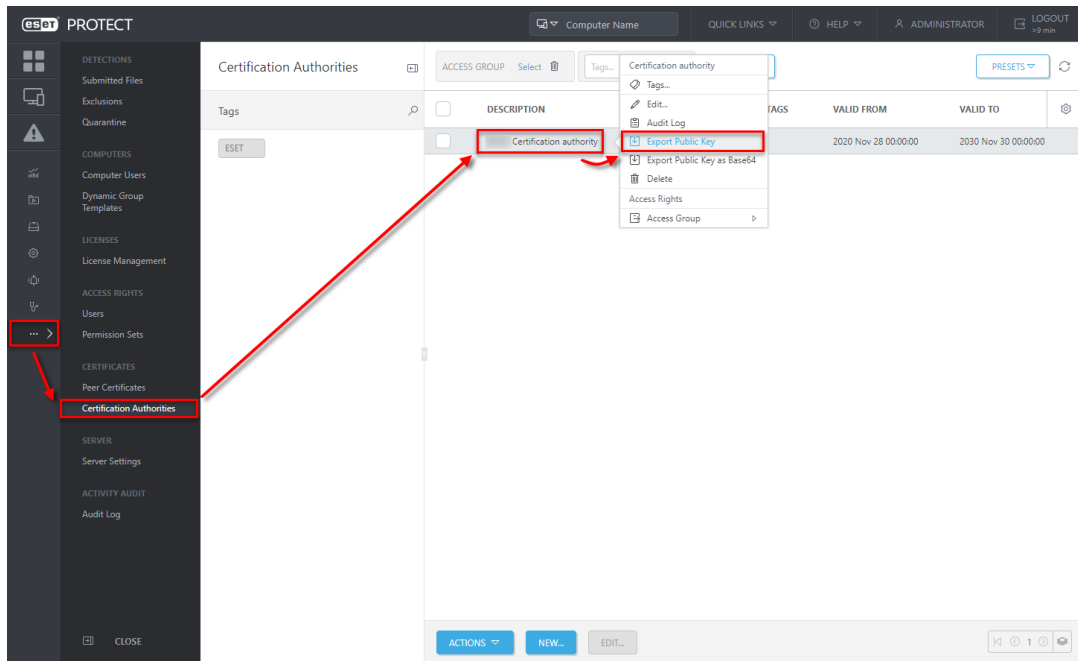 eset PROTECT
Computer Name
QUICK LINKS
HELP
ADMINISTRATOR
LOGOUT
>9 min
DETECTIONS
Submitted Files
Exclusions
Quarantine
COMPUTERS
Computer Users
Dynamic Group
Templates
LICENSES
License Management
ACCESS RIGHTS
Users
Permission Sets
CERTIFICATES
Peer Certificates
Certification Authorities
SERVER
Server Settings
ACTIVITY AUDIT
Audit Log
CLOSE
Certification Authorities
Tags
ESET
ACCESS GROUP Select
Tags...
PRESETS
DESCRIPTION TAGS VALID FROM VALID TO
Certification authority 2020 Nov 28 00:00:00 2030 Nov 30 00:00:00
Certification authority
Tags...
Edit...
Audit Log
Export Public Key
Export Public Key as Base64
Delete
Access Rights
Access Group
ACTIONS NEW... EDIT...
1